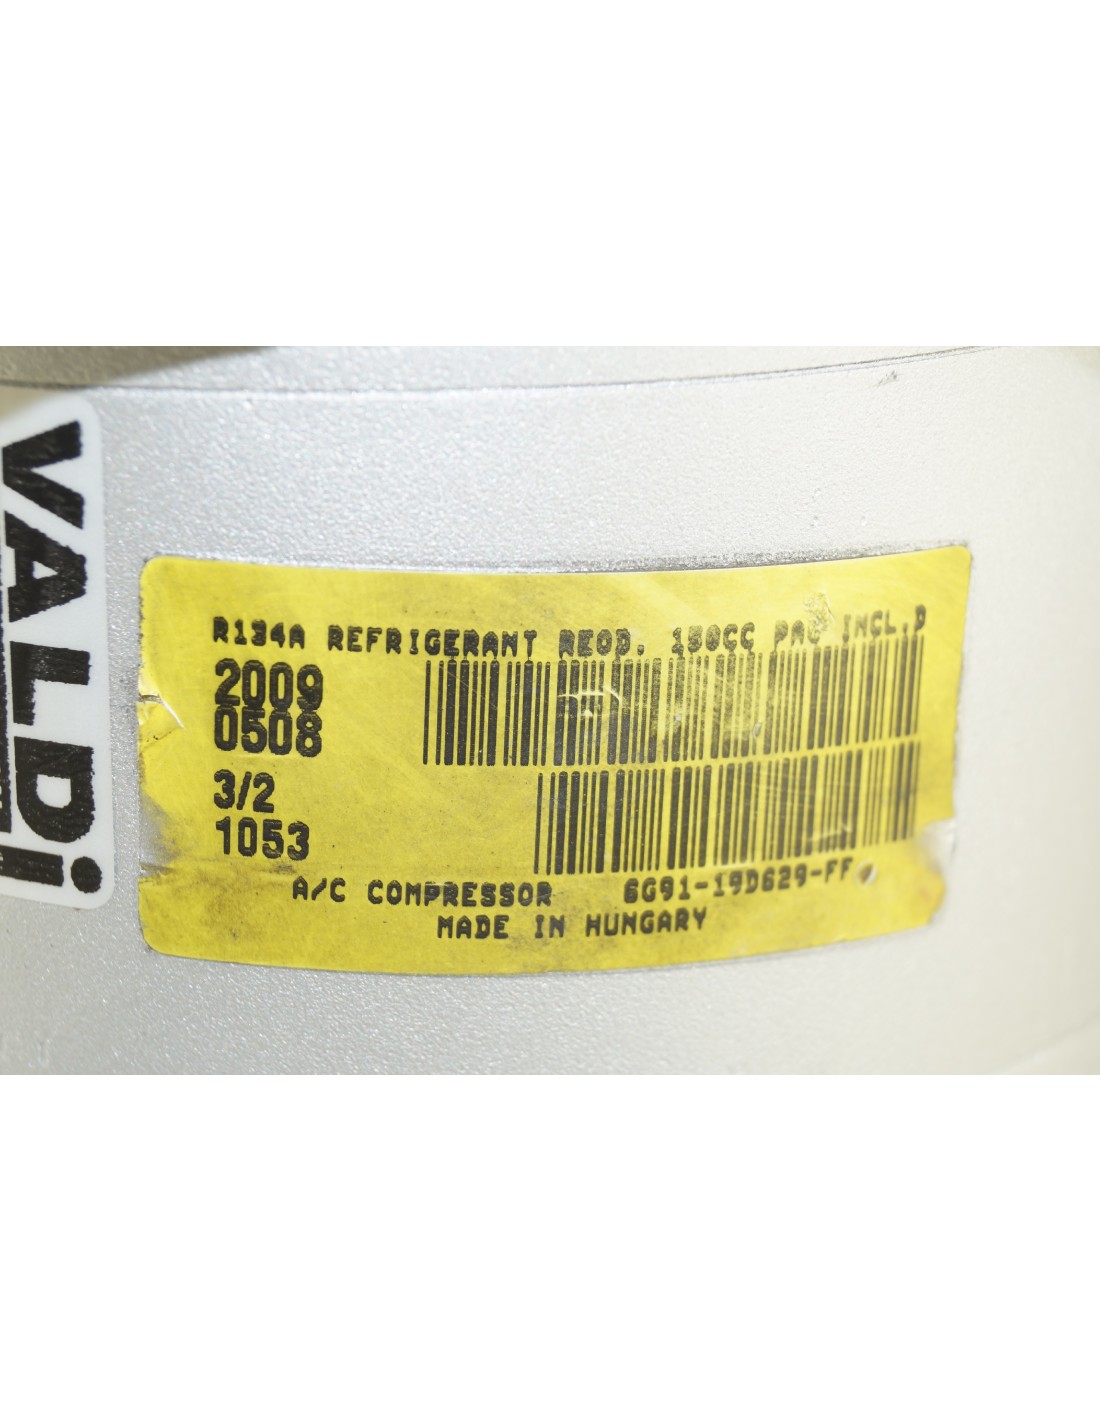 VALDi
R134A REFRIGERANT REQD. 150CC PAG INCL.D
2009
0508
3/2
1053
A/C COMPRESSOR 6G91-19D629-FF
MADE IN HUNGARY